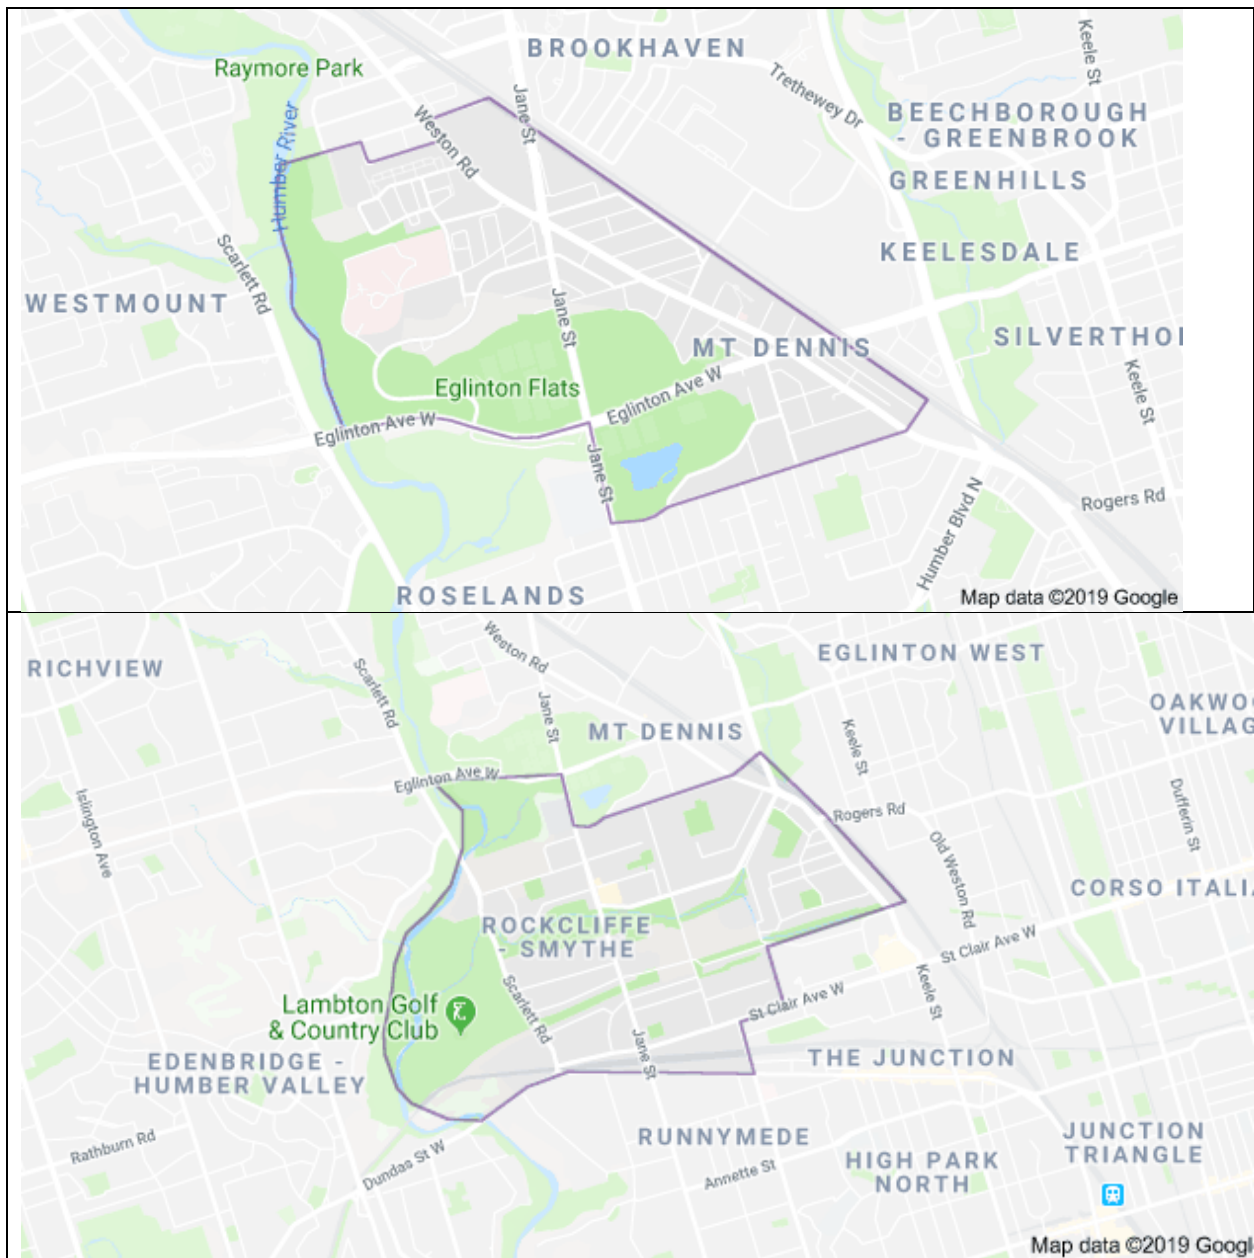 BROOKHAVEN
Keele St
Raymore Park
Trethewey Dr
Jane St
BEECHBOROUGH
- GREENBROOK
Weston Rd
Humber River
GREENHILLS
Scarlett Rd
KEELESDALE
WESTMOUNT
Jane St
SILVERTHOI
MT DENNIS
Keele St
Eglinton Flats
Eglinton Ave W
Eglinton Ave W
Jane St
Humber Blvd N
Rogers Rd
ROSELANDS
Map data ©2019 Google
Weston Rd
EGLINTON WEST
RICHVIEW
Scarlett Rd
Jane St
OAKWO
VILLAG
MT DENNIS
Keele St
Eglinton Ave W
Islington Ave
Dufferin St
Rogers Rd
Old Weston Rd
CORSO ITALIA
ROCKCLIFFE
- SMYTHE
St Clair Ave W
Scarlett Rd
Keele St
Lambton Golf
& Country Club
St Clair Ave W
Jane St
EDENBRIDGE -
HUMBER VALLEY
THE JUNCTION
Rathburn Rd
RUNNYMEDE
JUNCTION
TRIANGLE
Dundas St W
Annette St
HIGH PARK
NORTH
Map data ©2019 Googl